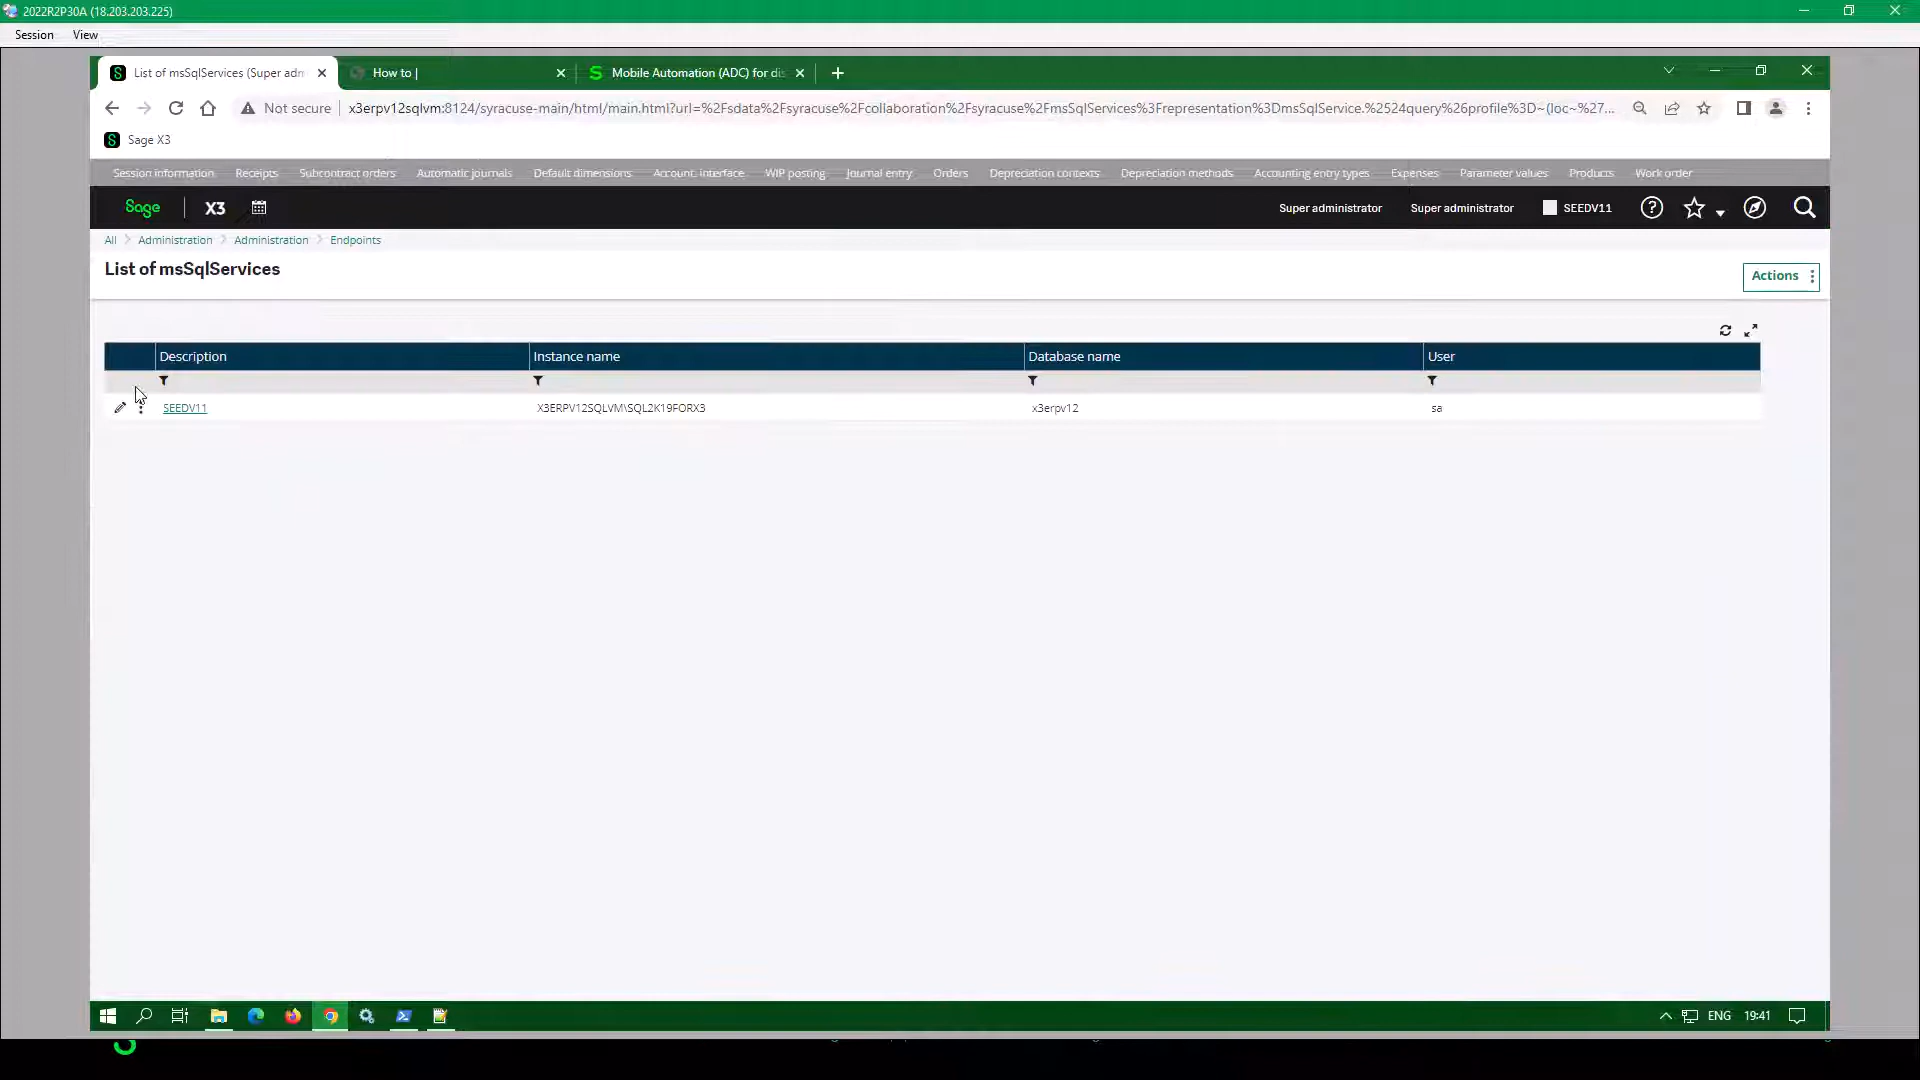 2022R2P30A (18.203.203.225)
Session View
List of msSqlServices (Super adm
How to |
Mobile Automation (ADC) for dis
Not secure x3erpv12sqlvm:8124/syracuse-main/html/main.html?url=%2Fsdata%2Fsyracuse%2Fcollaboration%2Fsyracuse%2FmsSqlServices%3Frepresentation%3DmsSqlService.%2524query%26profile%3D~(loc~%27...
Sage X3
Session information Receipts Subcontract orders Automatic journals Default dimensions Account. interface WIP posting Journal entry Orders Depreciation contexts Depreciation methods Accounting entry types Expenses Parameter values Products Work order
Sage X3 Super administrator Super administrator SEEDV11
All Administration Administration Endpoints
List of msSqlServices
Actions
Description Instance name Database name User
SEEDV11 X3ERPV12SQLVM\SQL2K19FORX3 x3erpv12 sa
ENG 19:41